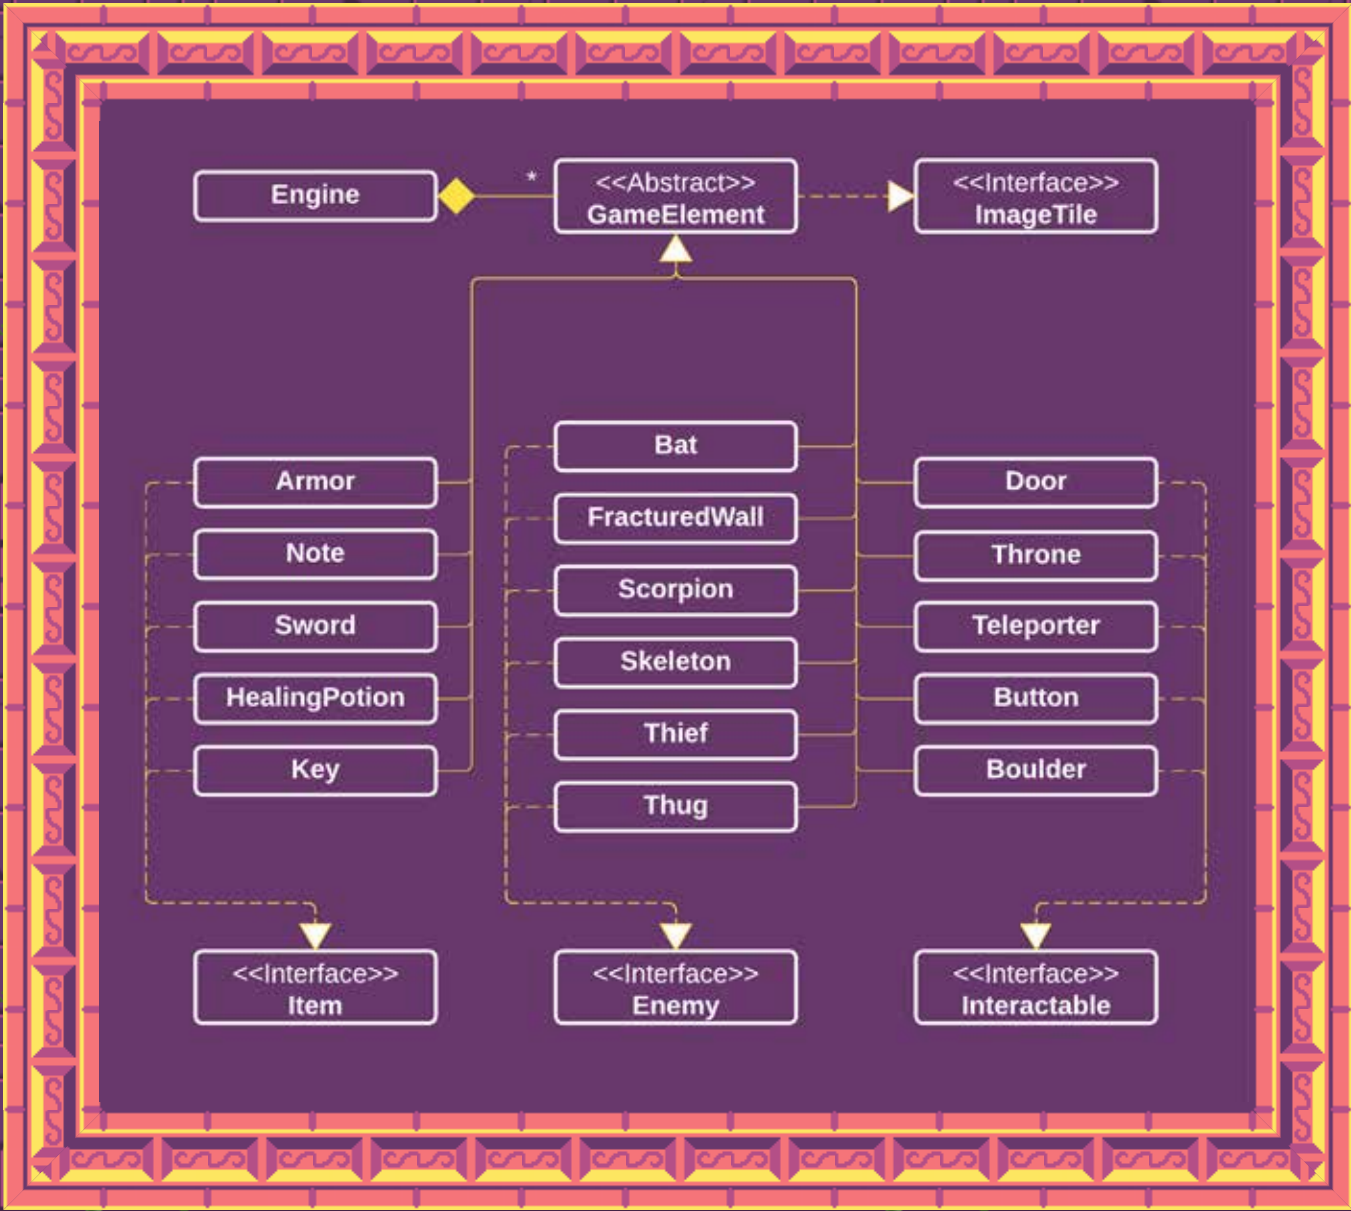 Engine
*
<<Abstract>>
GameElement
<<Interface>>
ImageTile
Armor
Note
Sword
HealingPotion
Key
Bat
FracturedWall
Scorpion
Skeleton
Thief
Thug
Door
Throne
Teleporter
Button
Boulder
<<Interface>>
Item
<<Interface>>
Enemy
<<Interface>>
Interactable